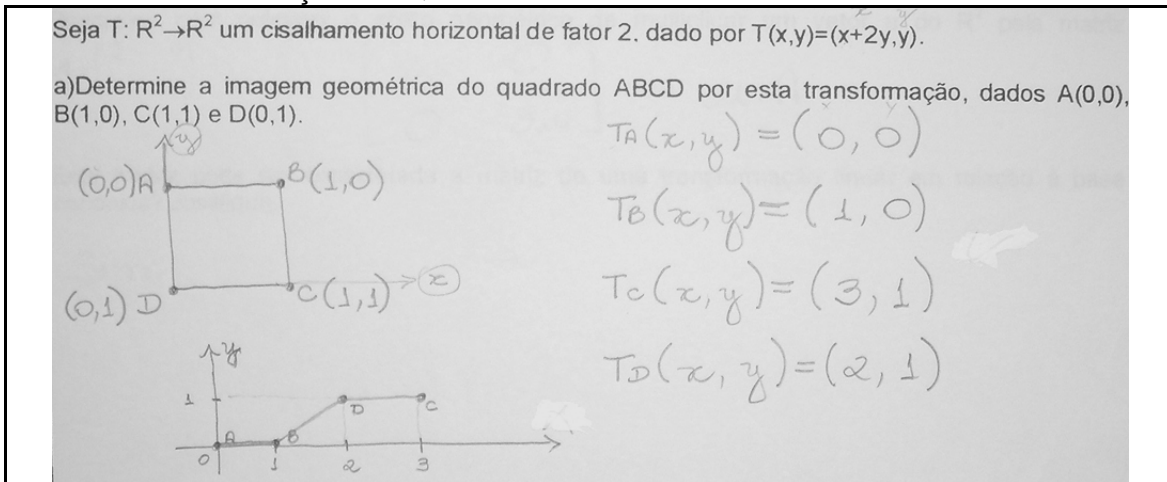 Seja T: R²→R² um cisalhamento horizontal de fator 2. dado por T(x,y)=(x+2y,y).
a)Determine a imagem geométrica do quadrado ABCD por esta transformação, dados A(0,0),
B(1,0), C(1,1) e D(0,1).
y
(0,0)A
B(1,0)
(0,1) D
C(1,1)
x
TA(x,y)=(0,0)
TB(x,y)=(1,0)
TC(x,y)=(3,1)
TD(x,y)=(2,1)
y
1
D
C
A
B
0
1
2
3